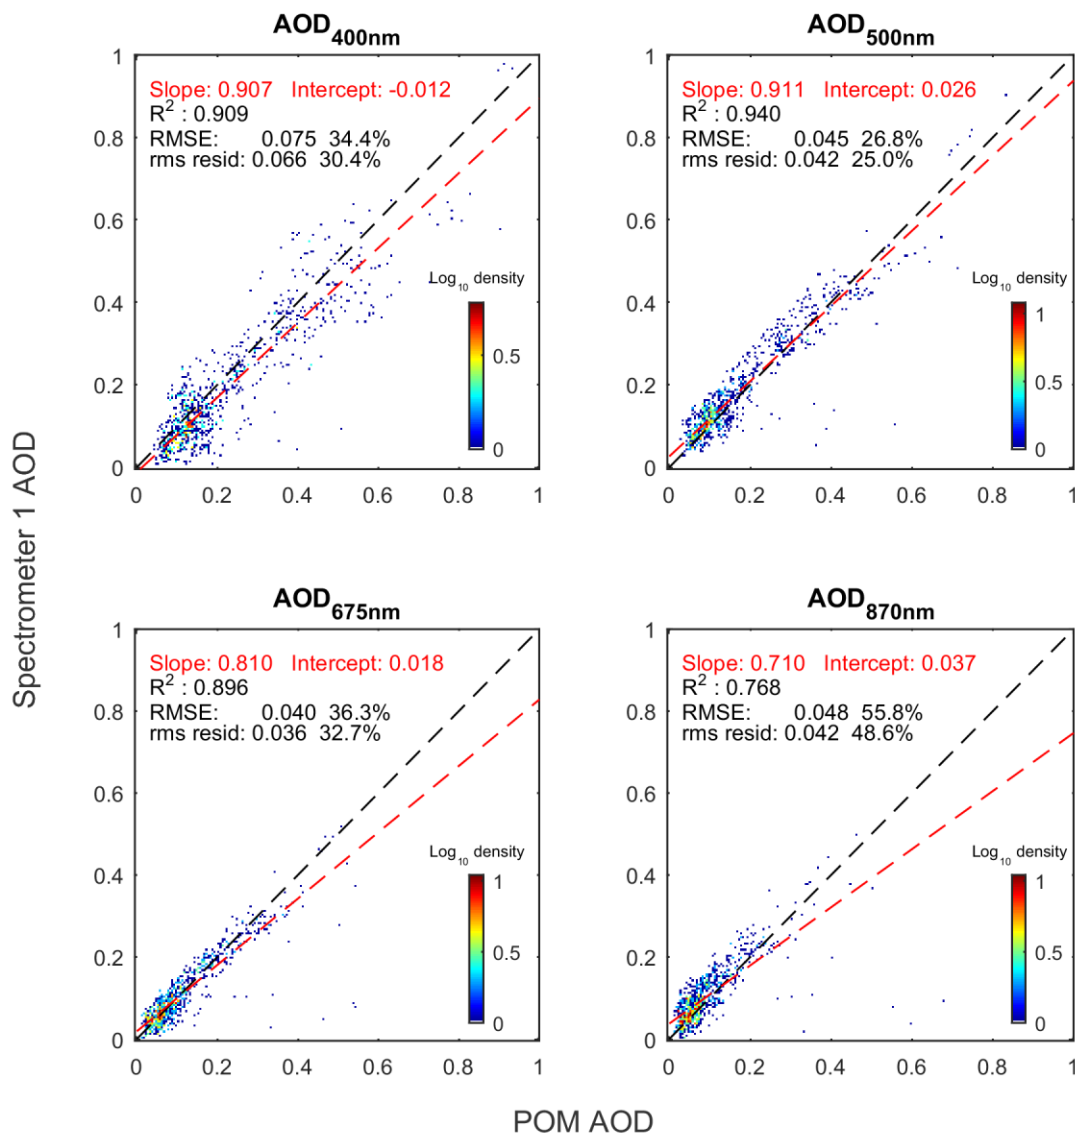 AOD400nm
Slope: 0.907 Intercept: -0.012
R2 : 0.909
RMSE: 0.075 34.4%
rms resid: 0.066 30.4%
Log10 density
0.5
0
1
0.8
0.6
0.4
0.2
0
0 0.2 0.4 0.6 0.8 1
AOD500nm
Slope: 0.911 Intercept: 0.026
R2 : 0.940
RMSE: 0.045 26.8%
rms resid: 0.042 25.0%
Log10 density
1
0.5
0
1
0.8
0.6
0.4
0.2
0
0 0.2 0.4 0.6 0.8 1
Spectrometer 1 AOD
AOD675nm
Slope: 0.810 Intercept: 0.018
R2 : 0.896
RMSE: 0.040 36.3%
rms resid: 0.036 32.7%
Log10 density
1
0.5
0
1
0.8
0.6
0.4
0.2
0
0 0.2 0.4 0.6 0.8 1
AOD870nm
Slope: 0.710 Intercept: 0.037
R2 : 0.768
RMSE: 0.048 55.8%
rms resid: 0.042 48.6%
Log10 density
1
0.5
0
1
0.8
0.6
0.4
0.2
0
0 0.2 0.4 0.6 0.8 1
POM AOD